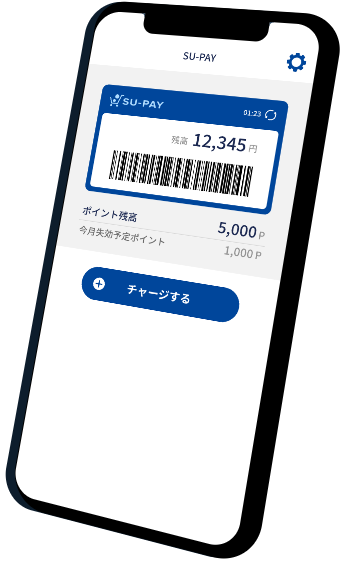 SU-PAY
SU-PAY
01:23
残高 12,345 円
ポイント残高 5,000 P
今月失効予定ポイント 1,000 P
チャージする